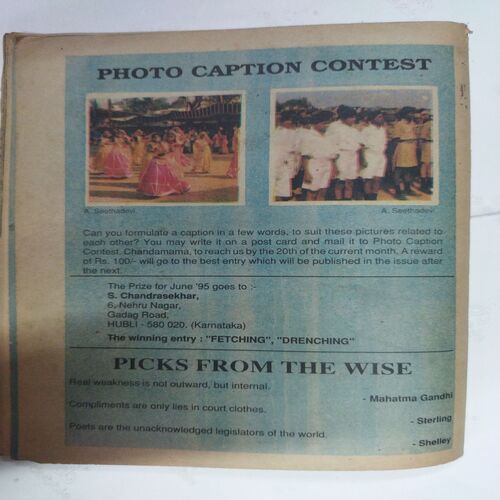 PHOTO CAPTION CONTEST
A. Seethadevi
A. Seethadevi
Can you formulate a caption in a few words, to suit these pictures related to
each other? You may write it on a post card and mail it to Photo Caption
Contest, Chandamama, to reach us by the 20th of the current month. A reward
of Rs. 100/- will go to the best entry which will be published in the issue after
the next.
The Prize for June '95 goes to :-
S. Chandrasekhar,
6, Nehru Nagar,
Gadag Road,
HUBLI - 580 020. (Karnataka)
The winning entry : "FETCHING", "DRENCHING"
PICKS FROM THE WISE
Real weakness is not outward, but internal.
- Mahatma Gandhi
Compliments are only lies in court clothes.
- Sterling
Poets are the unacknowledged legislators of the world.
- Shelley